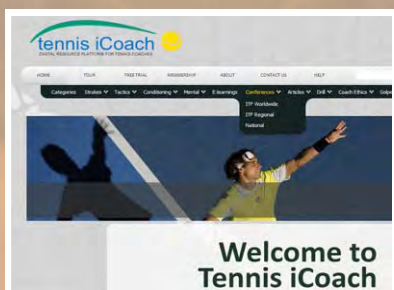 tennis iCoach
DIGITAL RESOURCE PLATFORM FOR TENNIS COACHES
HOME TOUR FREE TRIAL MEMBERSHIP ABOUT CONTACT US HELP
Categories Strokes Tactics Conditioning Mental E-learnings Conferences Articles Drill Coach Ethics
ITF Worldwide
ITF Regional
National
Welcome to
Tennis iCoach